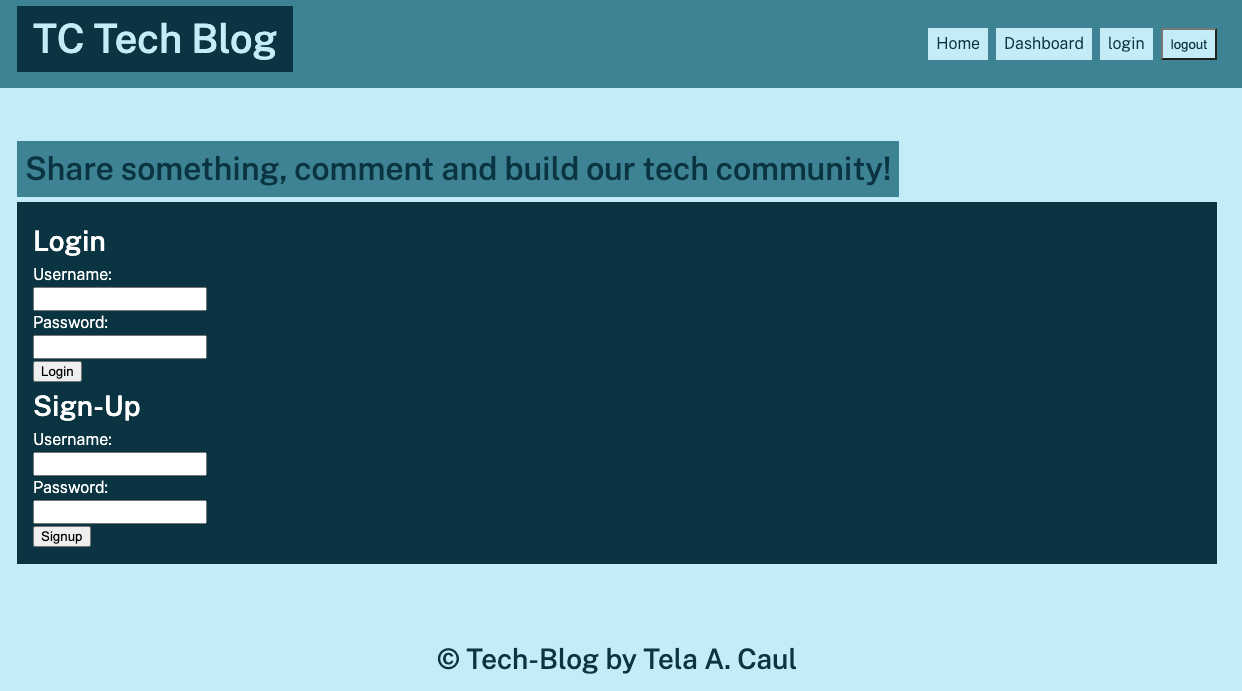 TC Tech Blog
Home Dashboard login logout
Share something, comment and build our tech community!
Login
Username:
Password:
Login
Sign-Up
Username:
Password:
Signup
© Tech-Blog by Tela A. Caul